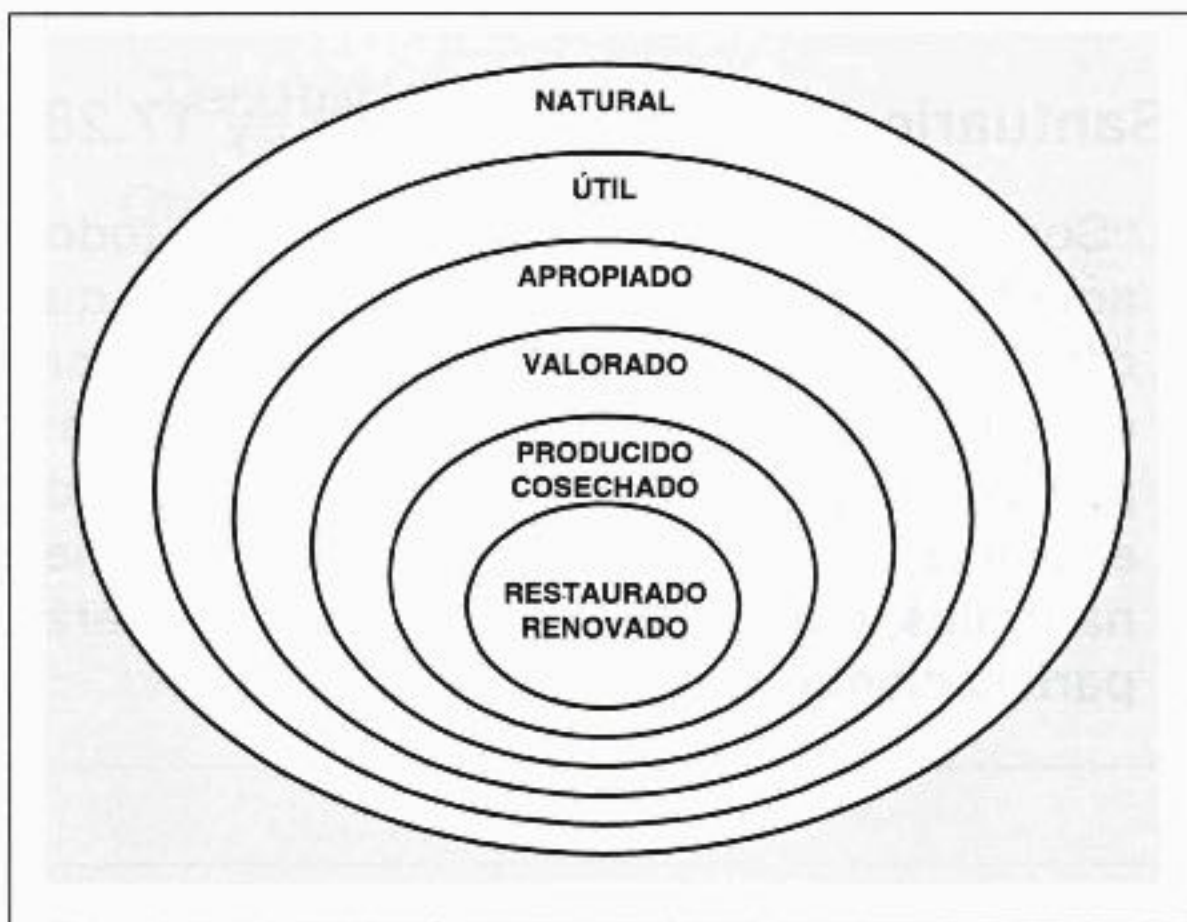 NATURAL
ÚTIL
APROPIADO
VALORADO
PRODUCIDO
COSECHADO
RESTAURADO
RENOVADO